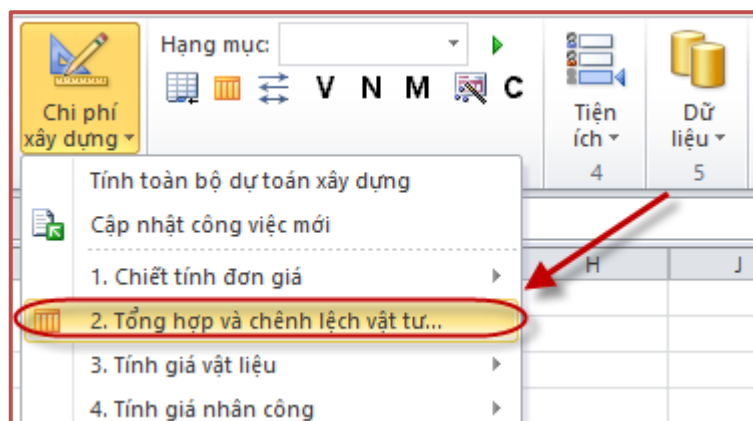 Hạng mục:
V N M C
Chi phí
xây dựng
Tiện
ích
Dữ
liệu
4
5
Tính toàn bộ dự toán xây dựng
Cập nhật công việc mới
H
J
1. Chiết tính đơn giá
2. Tổng hợp và chênh lệch vật tư...
3. Tính giá vật liệu
4. Tính giá nhân công